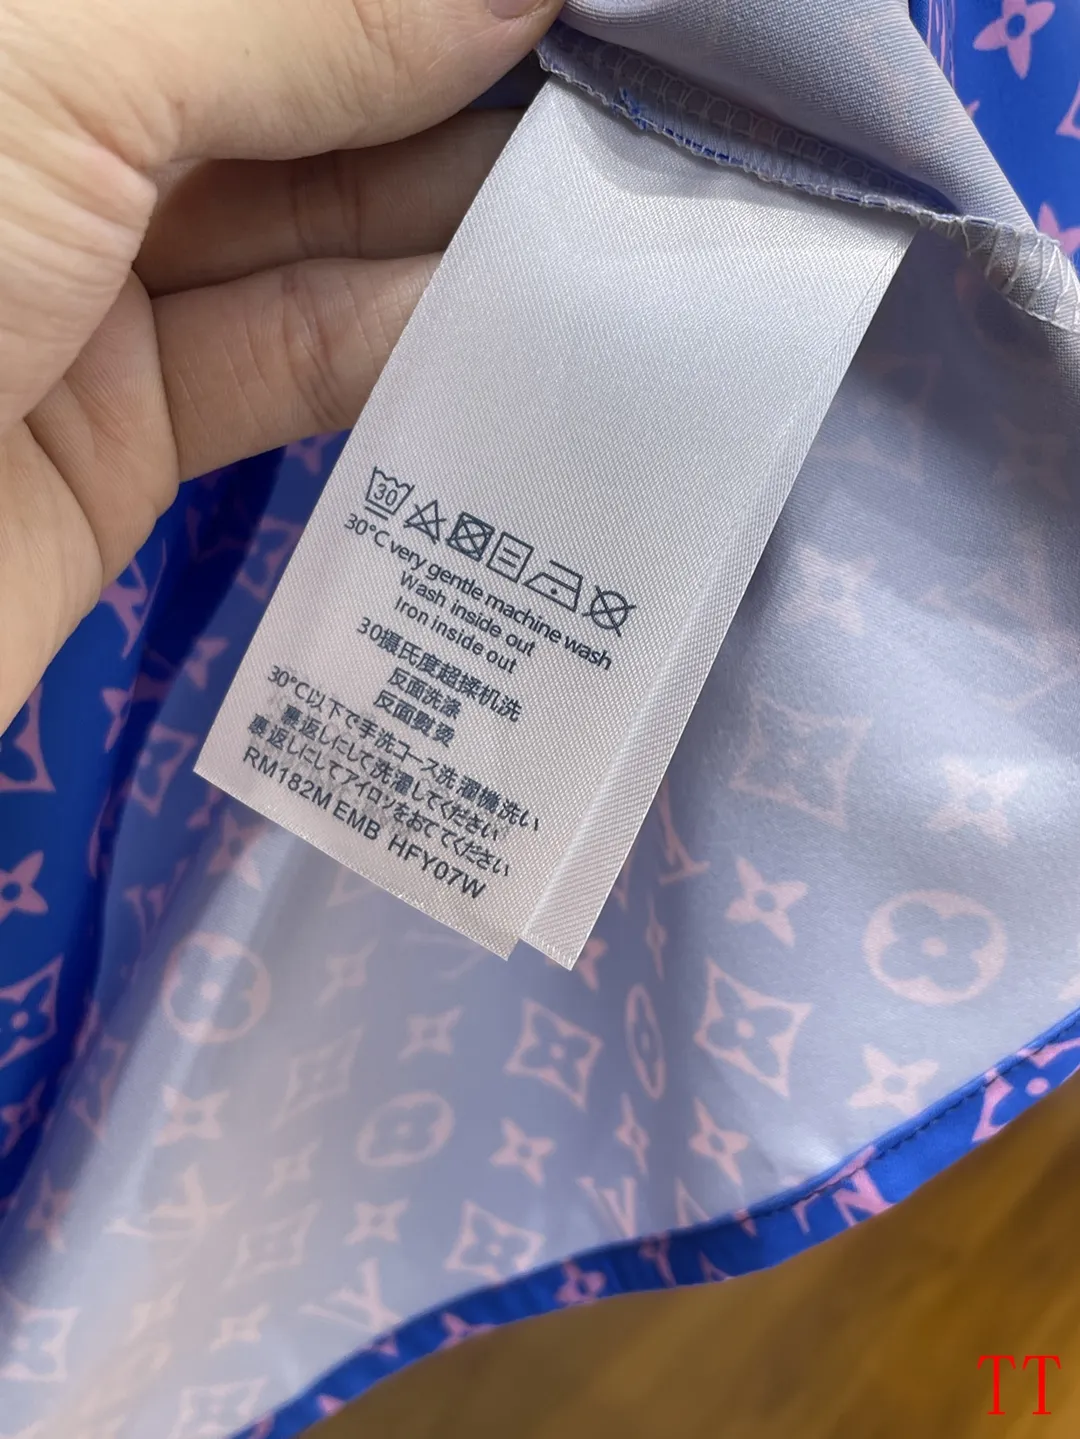 30
30°C very gentle machine wash
Wash inside out
Iron inside out
30摄氏度超揉机洗
反面洗涤
反面熨烫
30°C以下で手洗コース洗濯機洗い
裏返しにして洗濯してください
裏返しにしてアイロンをおてください
RM182M EMB HFY07W
TT